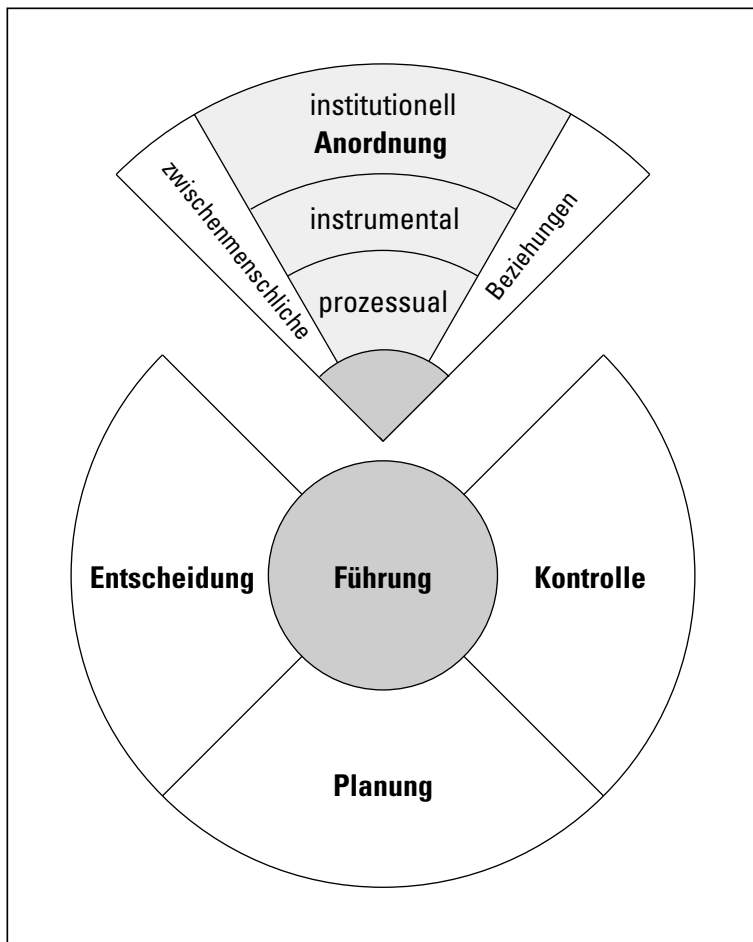 institutionell
Anordnung
zwischenmenschliche
Beziehungen
instrumental
prozessual
Entscheidung
Führung
Kontrolle
Planung